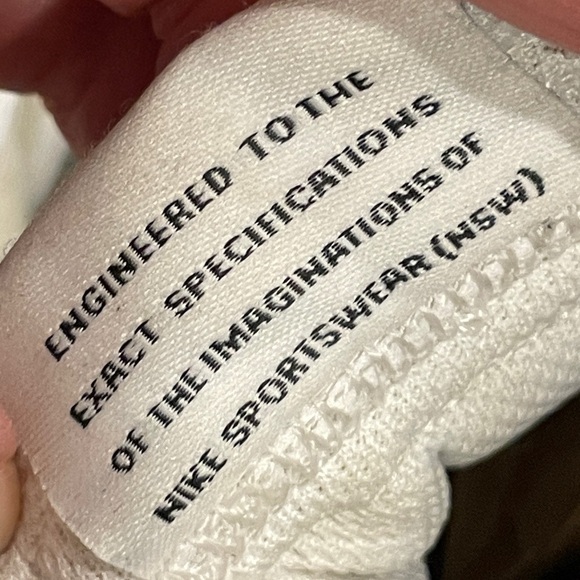 ENGINEERED TO THE
EXACT SPECIFICATIONS
OF THE IMAGINATIONS OF
NIKE SPORTSWEAR (NSW)